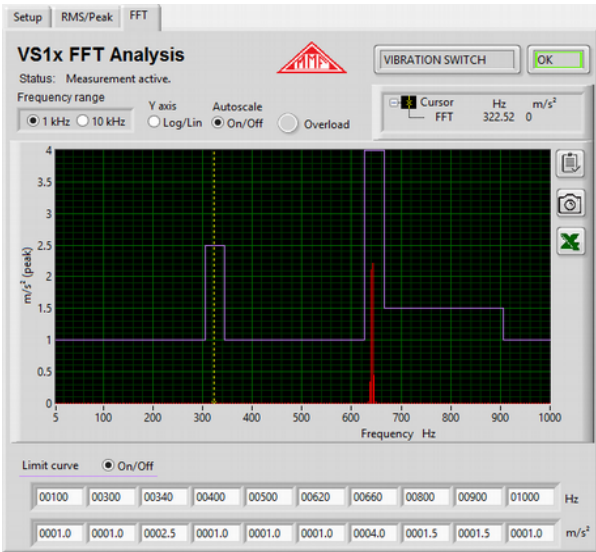 Setup RMS/Peak FFT
VS1x FFT Analysis
MMF
VIBRATION SWITCH OK
Status: Measurement active.
Frequency range
1 kHz 10 kHz
Y axis
Log/Lin
Autoscale
On/Off
Overload
Cursor Hz m/s²
FFT 322.52 0
m/s² (peak)
4
3.5
3
2.5
2
1.5
1
0.5
0
5 100 200 300 400 500 600 700 800 900 1000
Frequency Hz
Limit curve On/Off
00100 00300 00340 00400 00500 00620 00660 00800 00900 01000 Hz
0001.0 0001.0 0002.5 0001.0 0001.0 0001.0 0004.0 0001.5 0001.5 0001.0 m/s²